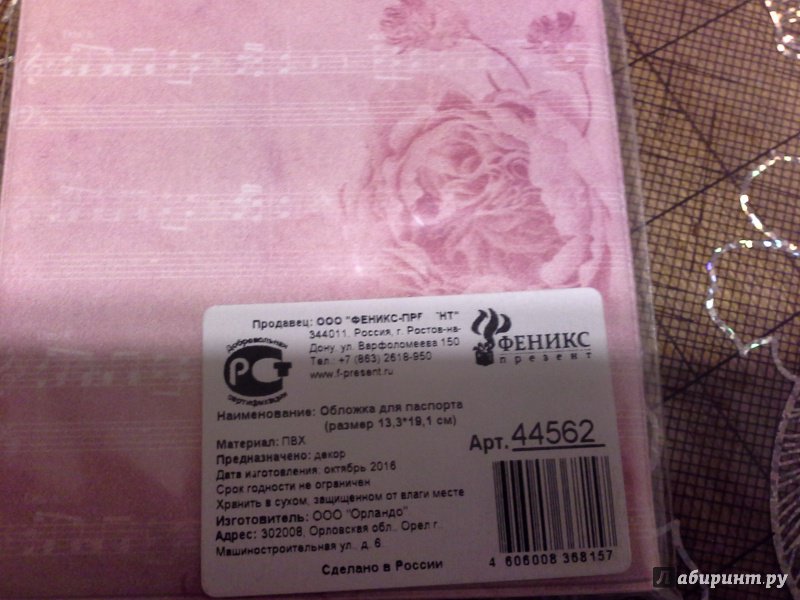 Продавец: ООО "ФЕНИКС-ПРЕ НТ"
344011, Россия, г. Ростов-на-
Дону, ул. Варфоломеева 150
Тел.: +7 (863) 2618-950
www.f-present.ru
Добровольная
РСТ
сертификация
ФЕНИКС
презент
Наименование: Обложка для паспорта
(размер 13,3*19,1 см)
Арт. 44562
Материал: ПВХ
Предназначено: декор
Дата изготовления: октябрь 2016
Срок годности не ограничен
Хранить в сухом, защищенном от влаги месте
Изготовитель: ООО "Орландо"
Адрес: 302008, Орловская обл., Орел г.,
Машиностроительная ул., д. 6
Сделано в России
4 606008 368157
Лабиринт.ру